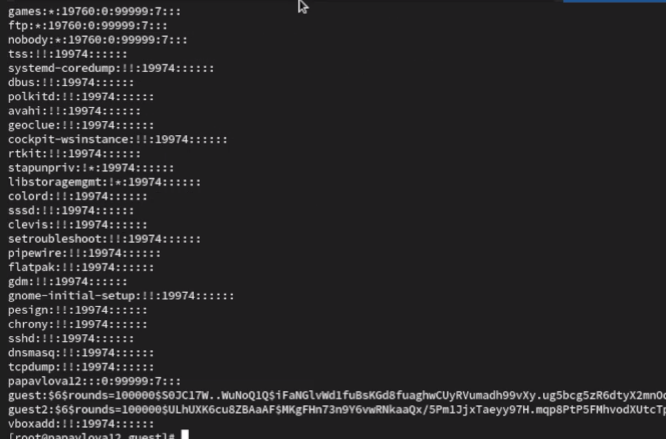 games:*:19760:0:99999:7:::
ftp:*:19760:0:99999:7:::
nobody:*:19760:0:99999:7:::
tss:!!:19974::::::
systemd-coredump:!!:19974::::::
dbus:!!:19974::::::
polkitd:!!:19974::::::
avahi:!!:19974::::::
geoclue:!!:19974::::::
cockpit-wsinstance:!!:19974::::::
rtkit:!!:19974::::::
stapunpriv:!*:19974::::::
libstoragemgmt:!*:19974::::::
colord:!!:19974::::::
sssd:!!:19974::::::
clevis:!!:19974::::::
setroubleshoot:!!:19974::::::
pipewire:!!:19974::::::
flatpak:!!:19974::::::
gdm:!!:19974::::::
gnome-initial-setup:!!:19974::::::
pesign:!!:19974::::::
chrony:!!:19974::::::
sshd:!!:19974::::::
dnsmasq:!!:19974::::::
tcpdump:!!:19974::::::
papavlova12:::0:99999:7:::
guest:$6$rounds=100000$S0JC17W..WuNoQ1Q$iFaNGlvWd1fuBsKGd8fuaghwCUyRVumadh99vXy.ug5bcg5zR6dtyX2mnO
guest2:$6$rounds=100000$ULhUXK6cu8ZBAaAF$MKgFHn73n9Y6vwRNkaaQx/5Pm1JjxTaeyy97H.mqp8PtP5FMhvodXUtcTp
vboxadd:!!:19974::::::
[root@papavlova12 guest]#